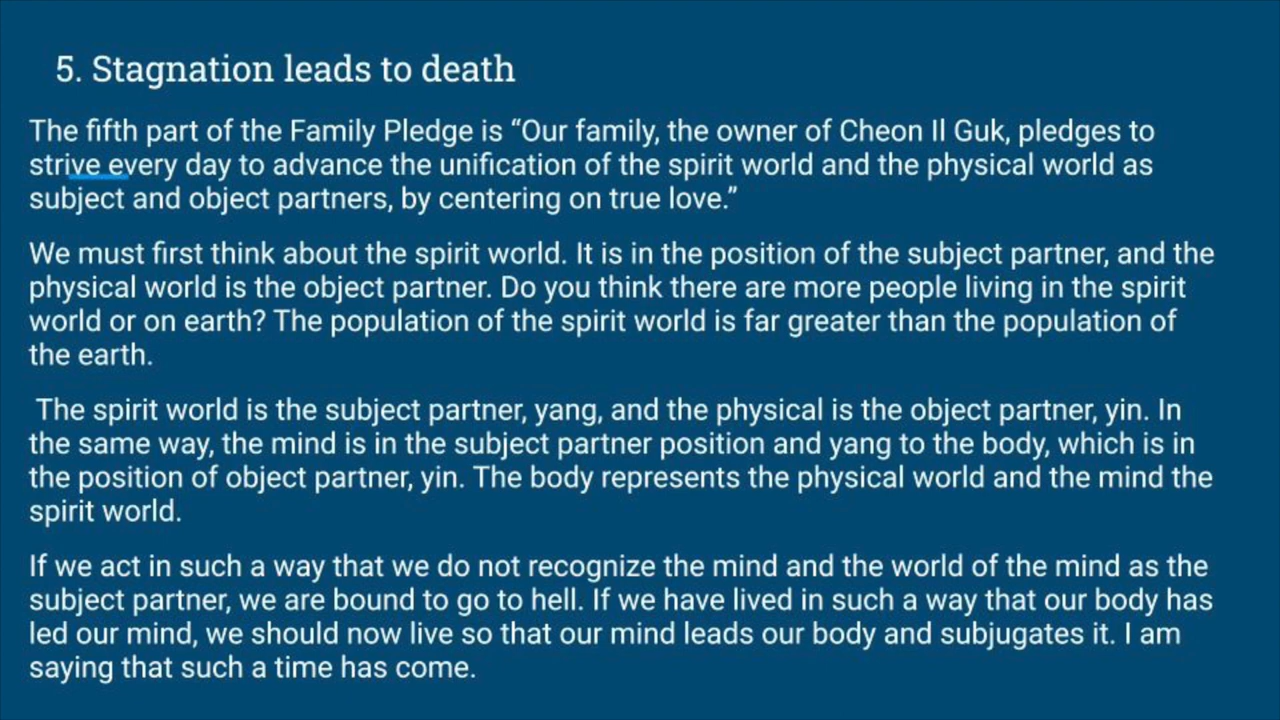 5. Stagnation leads to death
The fifth part of the Family Pledge is “Our family, the owner of Cheon Il Guk, pledges to
strive every day to advance the unification of the spirit world and the physical world as
subject and object partners, by centering on true love.”
We must first think about the spirit world. It is in the position of the subject partner, and the
physical world is the object partner. Do you think there are more people living in the spirit
world or on earth? The population of the spirit world is far greater than the population of
the earth.
The spirit world is the subject partner, yang, and the physical is the object partner, yin. In
the same way, the mind is in the subject partner position and yang to the body, which is in
the position of object partner, yin. The body represents the physical world and the mind the
spirit world.
If we act in such a way that we do not recognize the mind and the world of the mind as the
subject partner, we are bound to go to hell. If we have lived in such a way that our body has
led our mind, we should now live so that our mind leads our body and subjugates it. I am
saying that such a time has come.